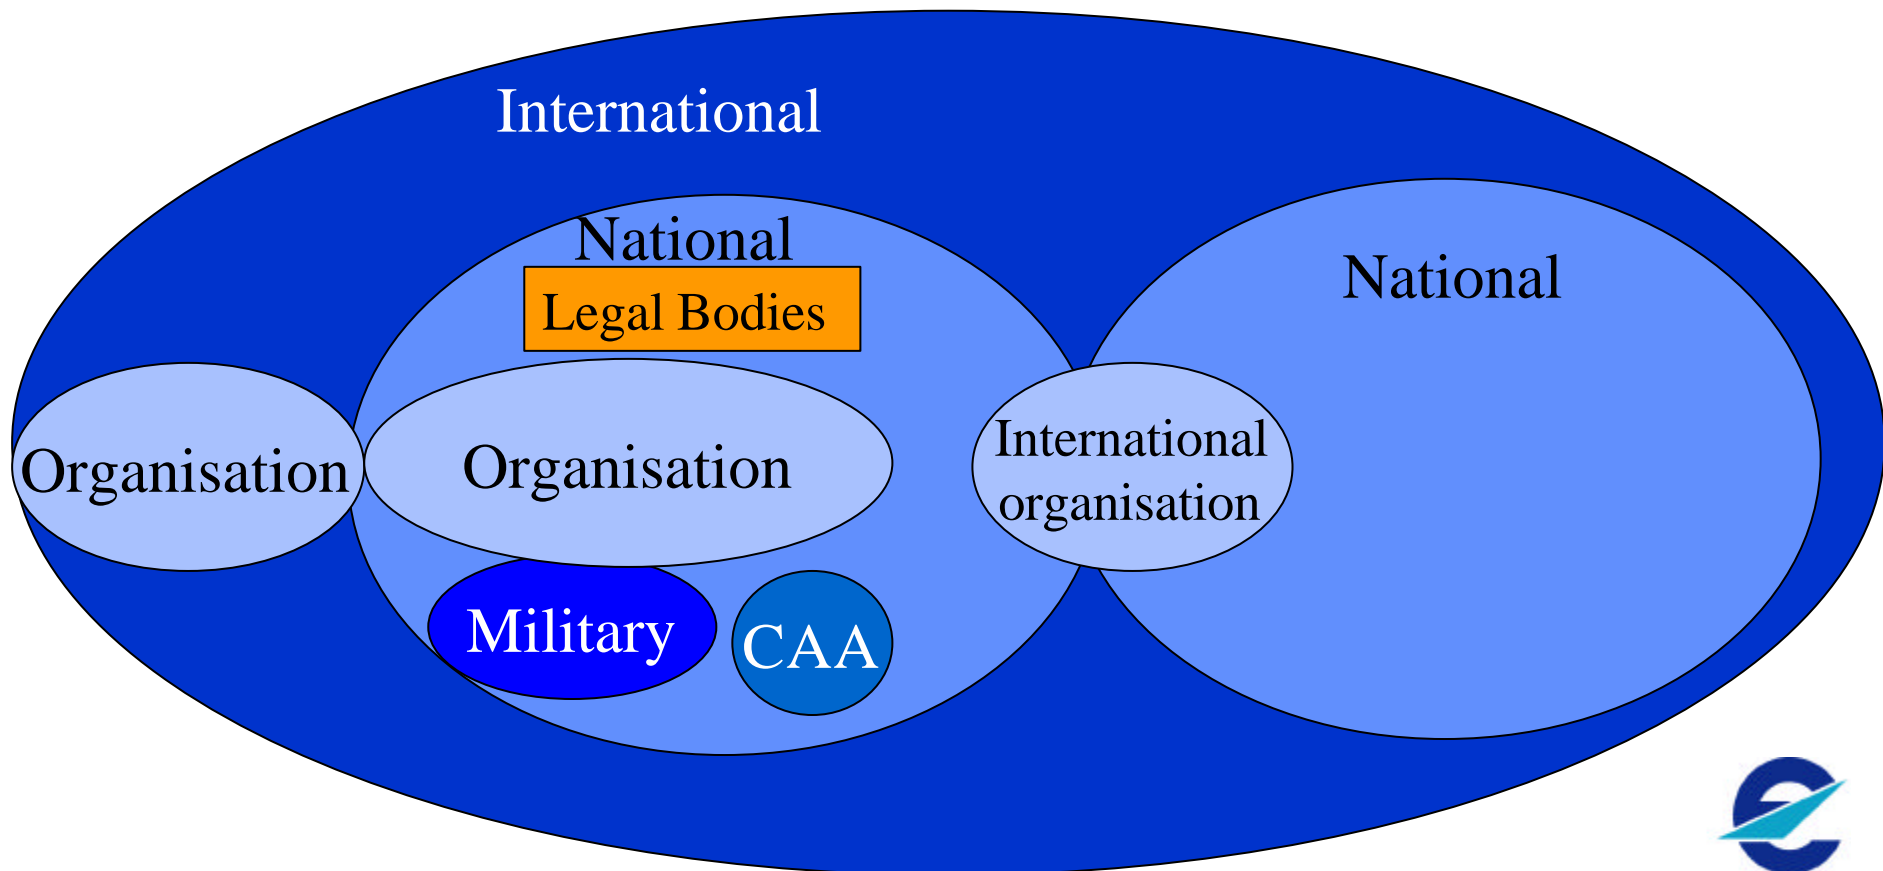 International
National
Legal Bodies
National
Organisation
Organisation
International
organisation
Military
CAA